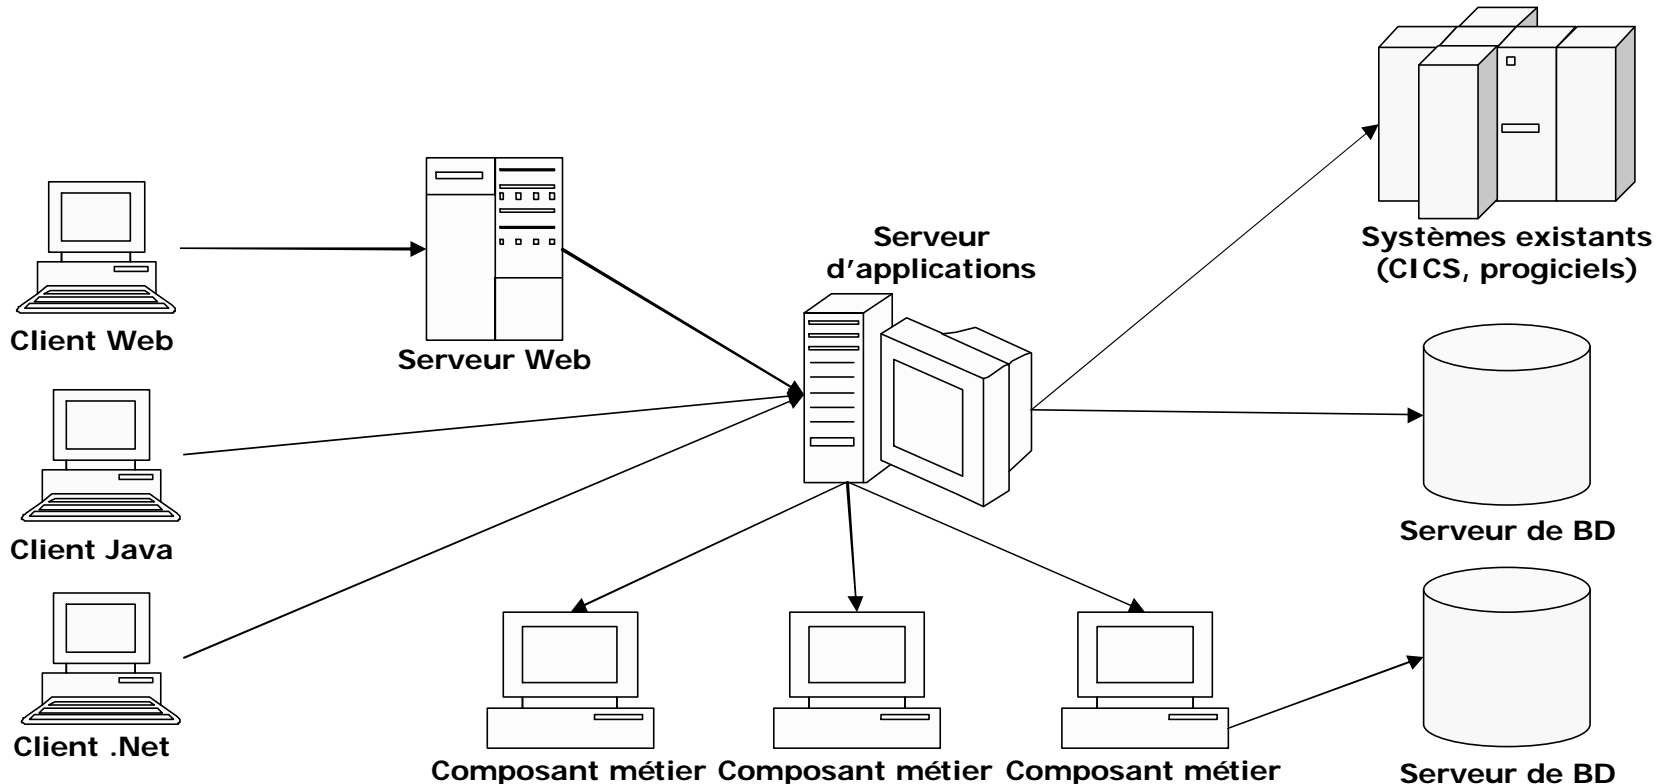 Serveur
d’applications
Systèmes existants
(CICS, progiciels)
Client Web
Serveur Web
Client Java
Serveur de BD
Client .Net
Composant métier Composant métier Composant métier
Serveur de BD